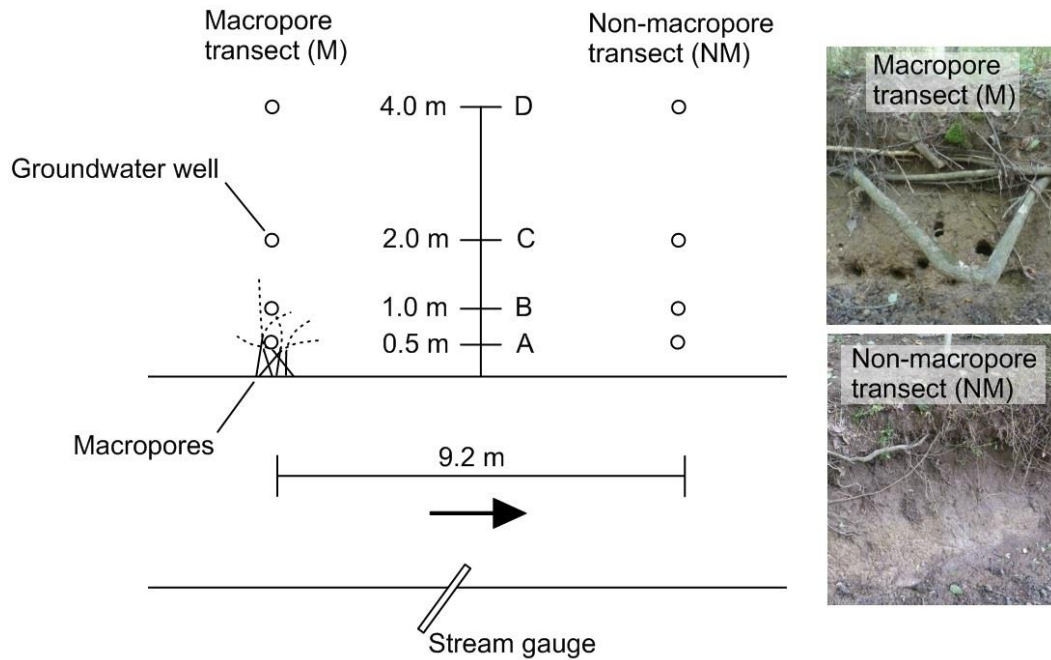 Macropore
transect (M)
Non-macropore
transect (NM)
Macropore
transect (M)
4.0 m
D
Groundwater well
2.0 m
C
1.0 m
B
0.5 m
A
Non-macropore
transect (NM)
Macropores
9.2 m
Stream gauge